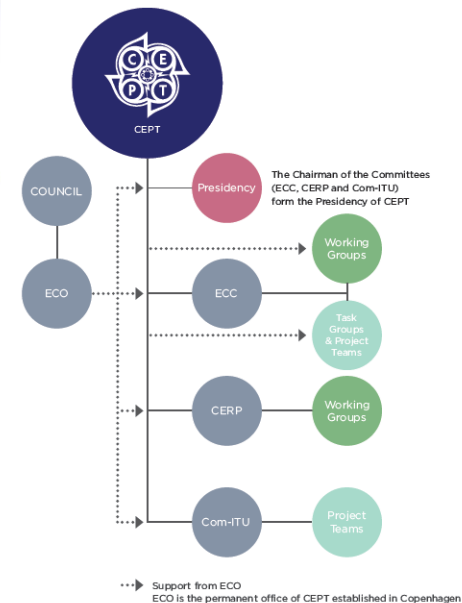 C E
P T
CEPT
COUNCIL
Presidency
The Chairman of the Committees
(ECC, CERP and Com-ITU)
form the Presidency of CEPT
Working
Groups
ECO
ECC
Task
Groups
& Project
Teams
CERP
Working
Groups
Com-ITU
Project
Teams
Support from ECO
ECO is the permanent office of CEPT established in Copenhagen